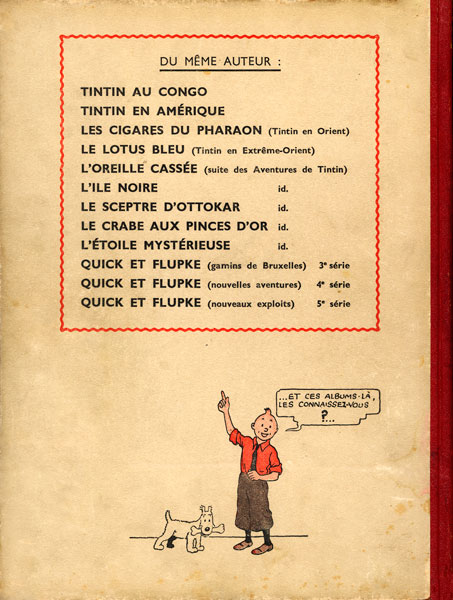 DU MÊME AUTEUR :
TINTIN AU CONGO
TINTIN EN AMÉRIQUE
LES CIGARES DU PHARAON (Tintin en Orient)
LE LOTUS BLEU (Tintin en Extrême-Orient)
L'OREILLE CASSÉE (suite des Aventures de Tintin)
L'ILE NOIRE id.
LE SCEPTRE D'OTTOKAR id.
LE CRABE AUX PINCES D'OR id.
L'ÉTOILE MYSTÉRIEUSE id.
QUICK ET FLUPKE (gamins de Bruxelles) 3e série
QUICK ET FLUPKE (nouvelles aventures) 4e série
QUICK ET FLUPKE (nouveaux exploits) 5e série
...ET CES ALBUMS-LÀ,
LES CONNAISSEZ-VOUS
?...